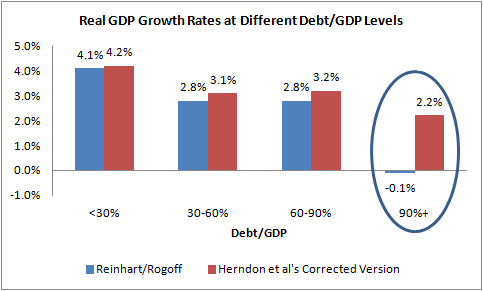 Real GDP Growth Rates at Different Debt/GDP Levels
5.0%
4.0%
3.0%
2.0%
1.0%
0.0%
-1.0%
4.1% 4.2%
2.8% 3.1%
2.8% 3.2%
-0.1% 2.2%
<30% 30-60% 60-90% 90%+
Debt/GDP
Reinhart/Rogoff Herndon et al's Corrected Version